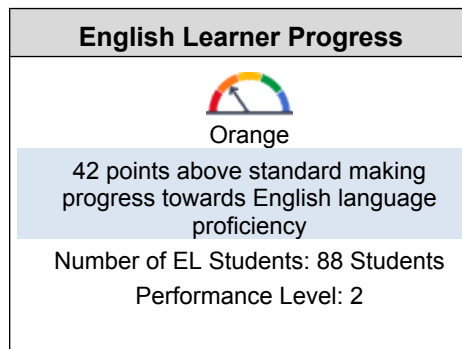 English Learner Progress
Orange
42 points above standard making
progress towards English language
proficiency
Number of EL Students: 88 Students
Performance Level: 2